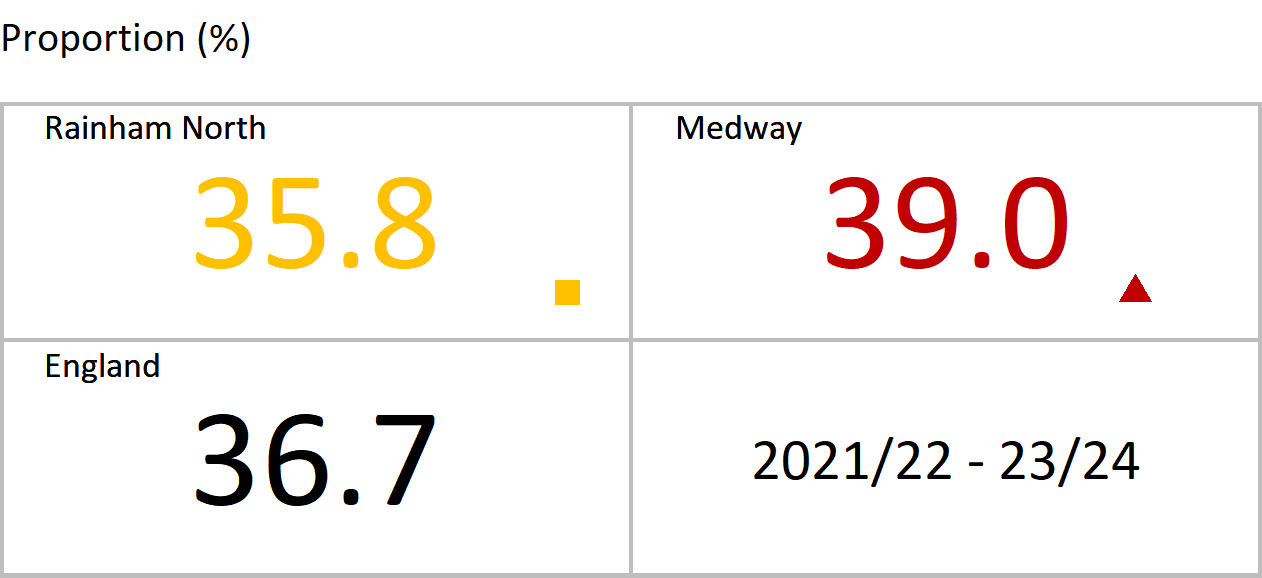 Proportion (%)
Rainham North
35.8
Medway
39.0
England
36.7
2021/22 - 23/24